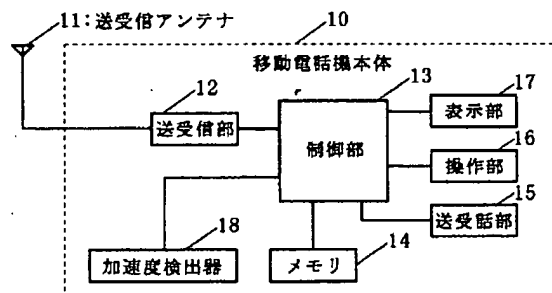 11:送受信アンテナ
10
移動電話機本体
12
送受信部
13
制御部
17
表示部
16
操作部
15
送受話部
18
加速度検出器
14
メモリ